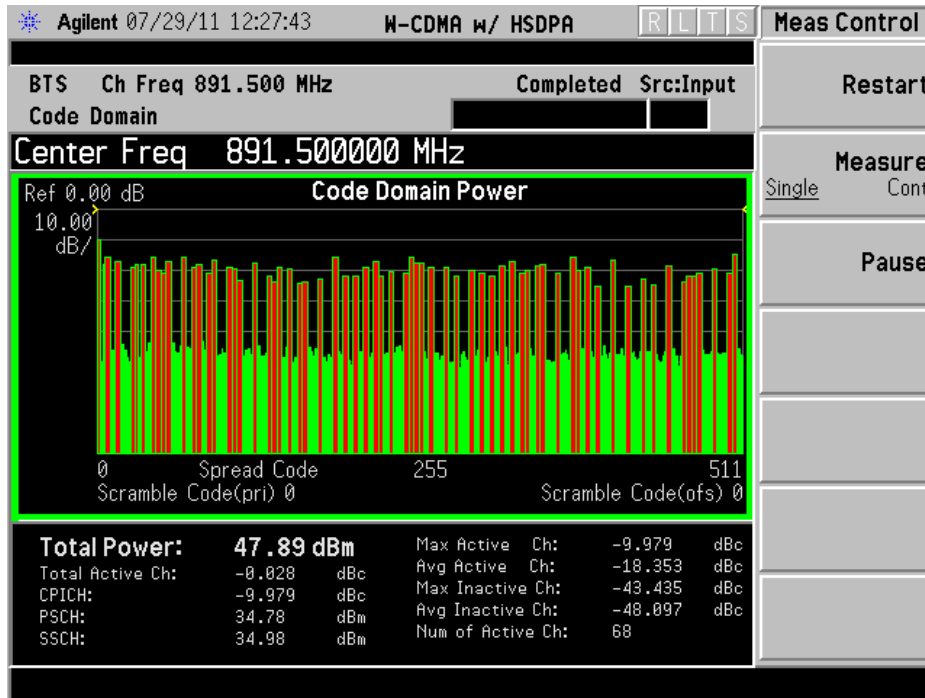 Agilent 07/29/11 12:27:43 W-CDMA w/ HSDPA R L T S Meas Control
BTS Ch Freq 891.500 MHz Completed Src:Input
Code Domain
Restart
Center Freq 891.500000 MHz
Measure
Single Cont
Ref 0.00 dB Code Domain Power
10.00
dB/
Pause
0 Spread Code 255 511
Scramble Code(pri) 0 Scramble Code(ofs) 0
Total Power: 47.89 dBm
Total Active Ch: -0.028 dBc
CPICH: -9.979 dBc
PSCH: 34.78 dBm
SSCH: 34.98 dBm
Max Active Ch: -9.979 dBc
Avg Active Ch: -18.353 dBc
Max Inactive Ch: -43.435 dBc
Avg Inactive Ch: -48.097 dBc
Num of Active Ch: 68